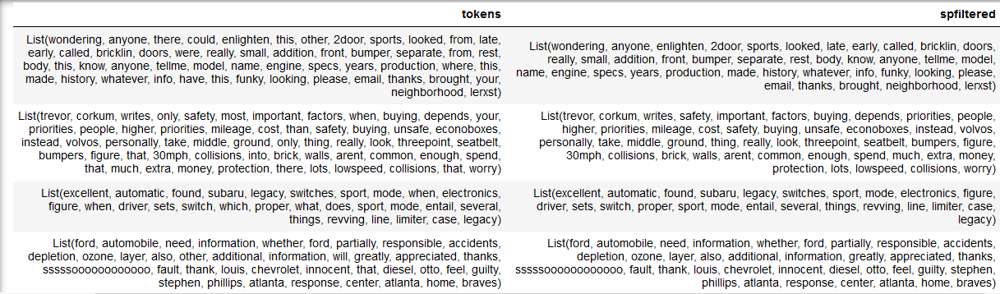 tokens spfiltered
List(wondering, anyone, there, could, enlighten, this, other, 2door, sports, looked, from, late,
early, called, bricklin, doors, were, really, small, addition, front, bumper, separate, from, rest,
body, this, know, anyone, tellme, model, name, engine, specs, years, production, where, this,
made, history, whatever, info, have, this, funky, looking, please, email, thanks, brought, your,
neighborhood, lerxst)
List(wondering, anyone, enlighten, 2door, sports, looked, late, early, called, bricklin, doors,
really, small, addition, front, bumper, separate, rest, body, know, anyone, tellme, model,
name, engine, specs, years, production, made, history, whatever, info, funky, looking, please,
email, thanks, brought, neighborhood, lerxst)
List(trevor, corkum, writes, only, safety, most, important, factors, when, buying, depends, your,
priorities, people, higher, priorities, mileage, cost, than, safety, buying, unsafe, econoboxes,
instead, volvos, personally, take, middle, ground, only, thing, really, look, threepoint, seatbelt,
bumpers, figure, that, 30mph, collisions, into, brick, walls, arent, common, enough, spend,
that, much, extra, money, protection, there, lots, lowspeed, collisions, that, worry)
List(trevor, corkum, writes, safety, important, factors, buying, depends, priorities, people,
higher, priorities, mileage, cost, safety, buying, unsafe, econoboxes, instead, volvos,
personally, take, middle, ground, thing, really, look, threepoint, seatbelt, bumpers, figure,
30mph, collisions, brick, walls, arent, common, enough, spend, much, extra, money,
protection, lots, lowspeed, collisions, worry)
List(excellent, automatic, found, subaru, legacy, switches, sport, mode, when, electronics,
figure, when, driver, sets, switch, which, proper, what, does, sport, mode, entail, several,
things, revving, line, limiter, case, legacy)
List(excellent, automatic, found, subaru, legacy, switches, sport, mode, electronics, figure,
driver, sets, switch, proper, sport, mode, entail, several, things, revving, line, limiter, case,
legacy)
List(ford, automobile, need, information, whether, ford, partially, responsible, accidents,
depletion, ozone, layer, also, other, additional, information, will, greatly, appreciated, thanks,
sssssoooooooooooo, fault, thank, louis, chevrolet, innocent, that, diesel, otto, feel, guilty,
stephen, phillips, atlanta, response, center, atlanta, home, braves)
List(ford, automobile, need, information, whether, ford, partially, responsible, accidents,
depletion, ozone, layer, also, additional, information, greatly, appreciated, thanks,
sssssoooooooooooo, fault, thank, louis, chevrolet, innocent, diesel, otto, feel, guilty, stephen,
phillips, atlanta, response, center, atlanta, home, braves)